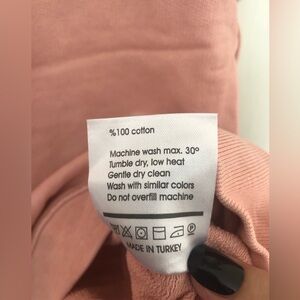 %100 cotton
Machine wash max. 30°
Tumble dry, low heat
Gentle dry clean
Wash with similar colors
Do not overfill machine
MADE IN TURKEY